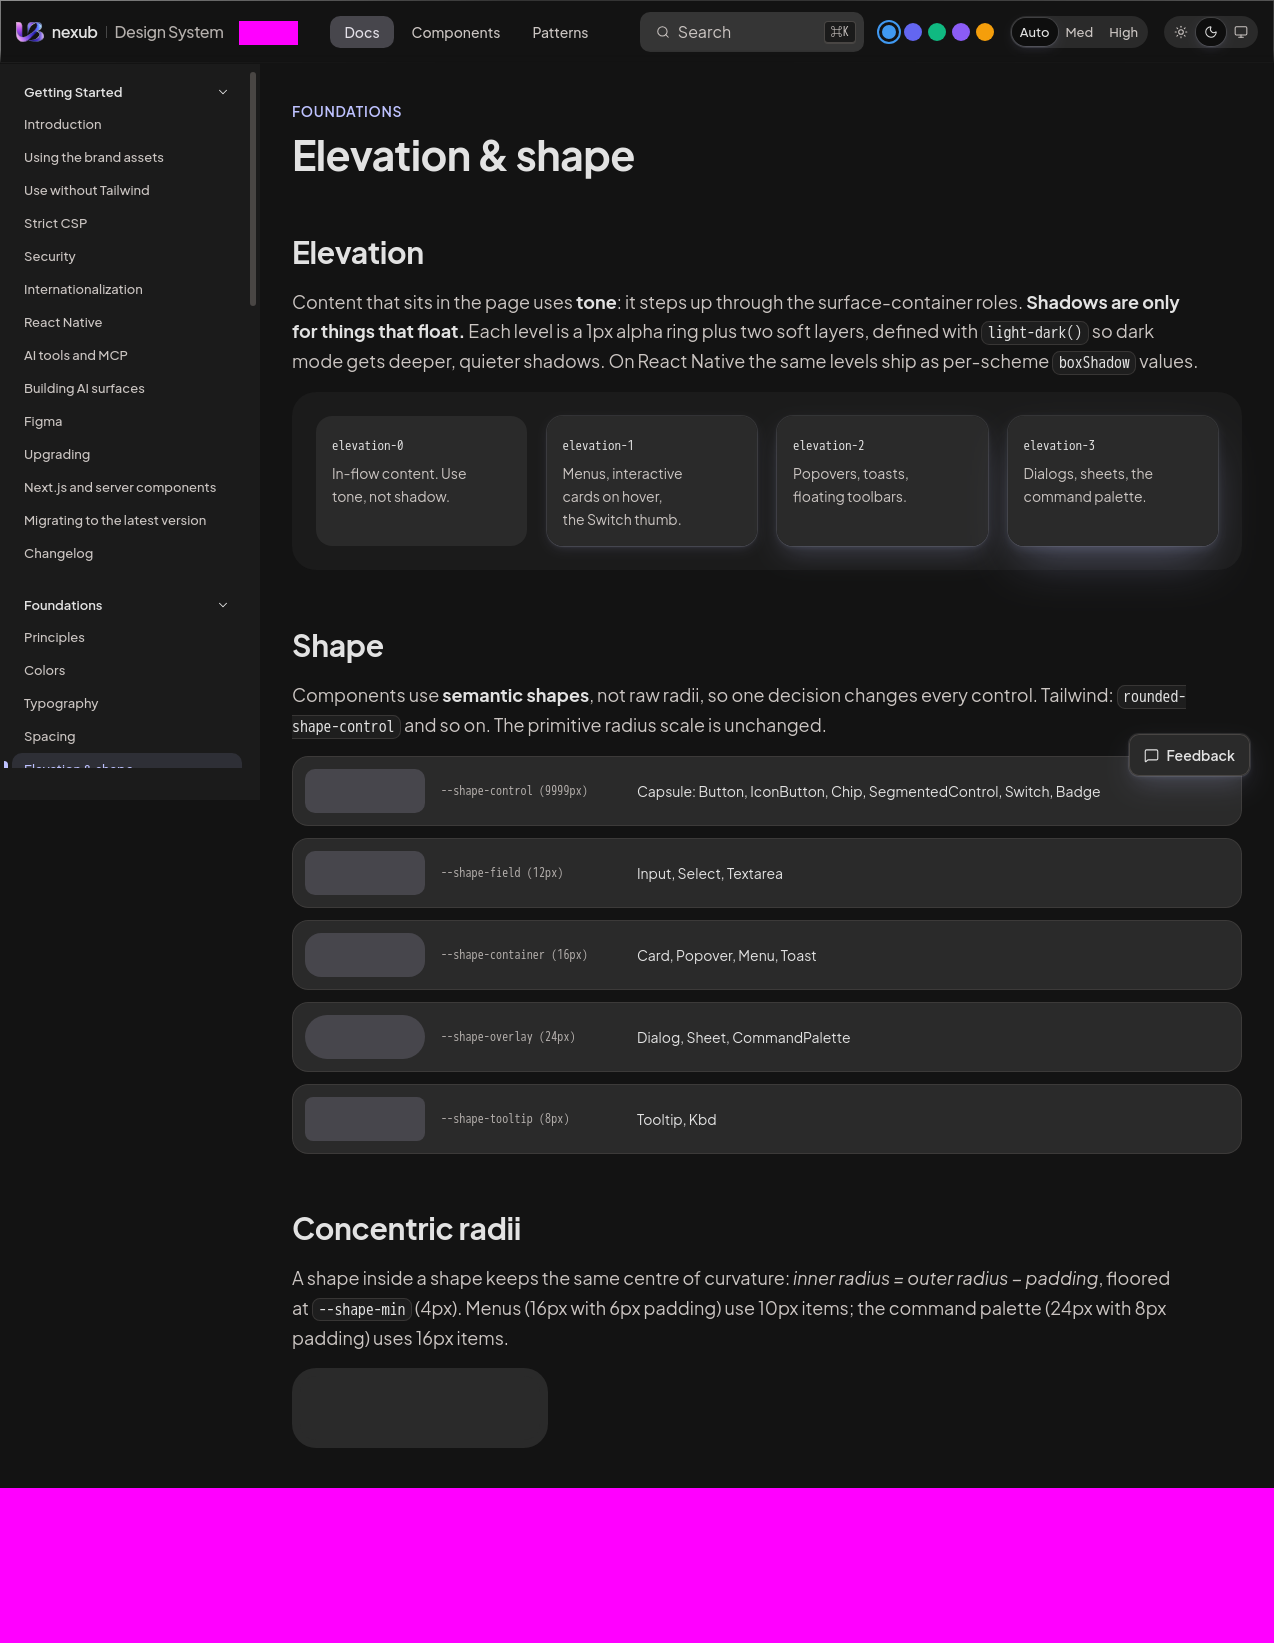 nexub | Design System
Docs
Components
Patterns
Search
⌘K
Auto
Med
High
Getting Started
Introduction
Using the brand assets
Use without Tailwind
Strict CSP
Security
Internationalization
React Native
AI tools and MCP
Building AI surfaces
Figma
Upgrading
Next.js and server components
Migrating to the latest version
Changelog
Foundations
Principles
Colors
Typography
Spacing
Elevation & shape
FOUNDATIONS
Elevation & shape
Elevation
Content that sits in the page uses tone: it steps up through the surface-container roles. Shadows are only
for things that float. Each level is a 1px alpha ring plus two soft layers, defined with light-dark() so dark
mode gets deeper, quieter shadows. On React Native the same levels ship as per-scheme boxShadow values.
elevation-0
In-flow content. Use
tone, not shadow.
elevation-1
Menus, interactive
cards on hover,
the Switch thumb.
elevation-2
Popovers, toasts,
floating toolbars.
elevation-3
Dialogs, sheets, the
command palette.
Shape
Components use semantic shapes, not raw radii, so one decision changes every control. Tailwind: rounded-
shape-control and so on. The primitive radius scale is unchanged.
Feedback
--shape-control (9999px)
Capsule: Button, IconButton, Chip, SegmentedControl, Switch, Badge
--shape-field (12px)
Input, Select, Textarea
--shape-container (16px)
Card, Popover, Menu, Toast
--shape-overlay (24px)
Dialog, Sheet, CommandPalette
--shape-tooltip (8px)
Tooltip, Kbd
Concentric radii
A shape inside a shape keeps the same centre of curvature: inner radius = outer radius − padding, floored
at --shape-min (4px). Menus (16px with 6px padding) use 10px items; the command palette (24px with 8px
padding) uses 16px items.